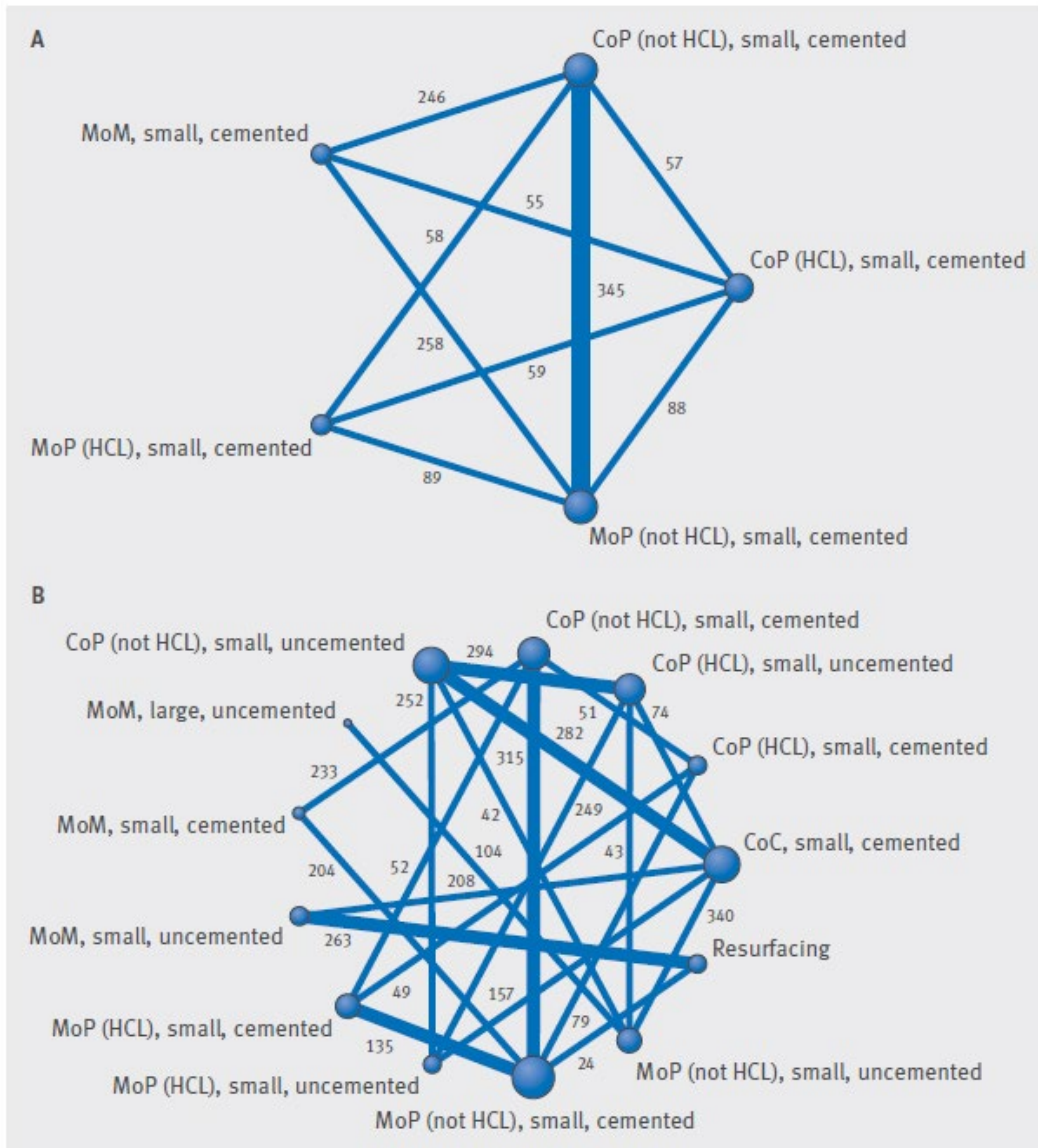 A
CoP (not HCL), small, cemented
246
MoM, small, cemented
57
55
58
CoP (HCL), small, cemented
345
258
59
88
MoP (HCL), small, cemented
89
MoP (not HCL), small, cemented
B
CoP (not HCL), small, cemented
CoP (not HCL), small, uncemented
294
CoP (HCL), small, uncemented
252
51
74
MoM, large, uncemented
282
CoP (HCL), small, cemented
315
233
42
249
MoM, small, cemented
43
CoC, small, cemented
104
52
204
208
340
MoM, small, uncemented
263
Resurfacing
49
157
79
MoP (HCL), small, cemented
135
24
MoP (not HCL), small, uncemented
MoP (HCL), small, uncemented
MoP (not HCL), small, cemented